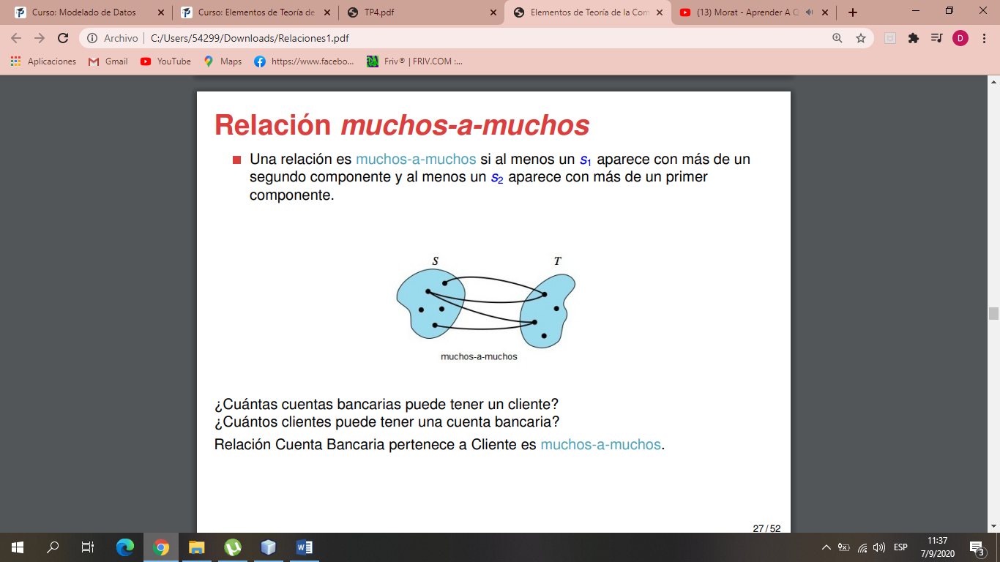 Curso: Modelado de Datos
Curso: Elementos de Teoría de
TP4.pdf
Elementos de Teoría de la Com
(13) Morat - Aprender A Q
Archivo
C:/Users/54299/Downloads/Relaciones1.pdf
D
Aplicaciones
Gmail
YouTube
Maps
https://www.facebo...
Friv® | FRIV.COM :...
Relación muchos-a-muchos
Una relación es muchos-a-muchos si al menos un s₁ aparece con más de un
segundo componente y al menos un s₂ aparece con más de un primer
componente.
S
T
muchos-a-muchos
¿Cuántas cuentas bancarias puede tener un cliente?
¿Cuántos clientes puede tener una cuenta bancaria?
Relación Cuenta Bancaria pertenece a Cliente es muchos-a-muchos.
27 / 52
ESP
11:37
7/9/2020
3